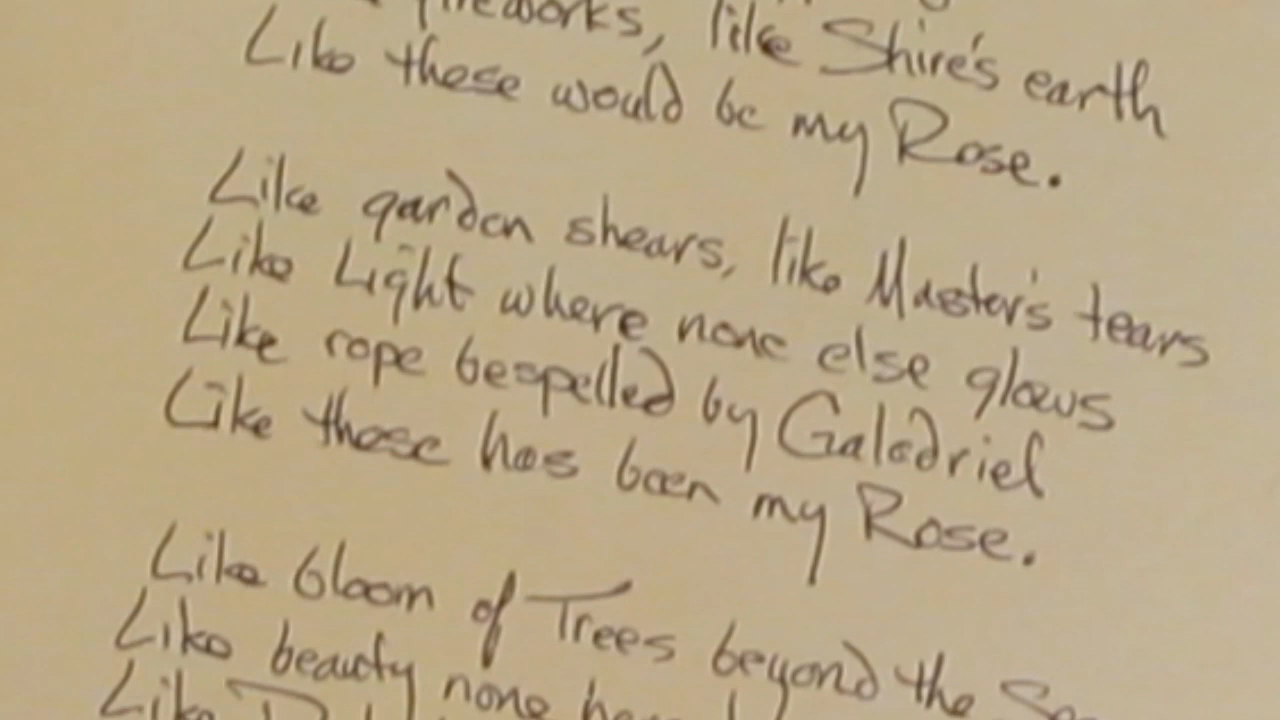 fireworks, like Shire's earth
Like these would be my Rose.
Like garden shears, like Master's tears
Like Light where none else glows
Like rope bespelled by Galadriel
Like those has been my Rose.
Like bloom of Trees beyond the
Like beauty none
Like